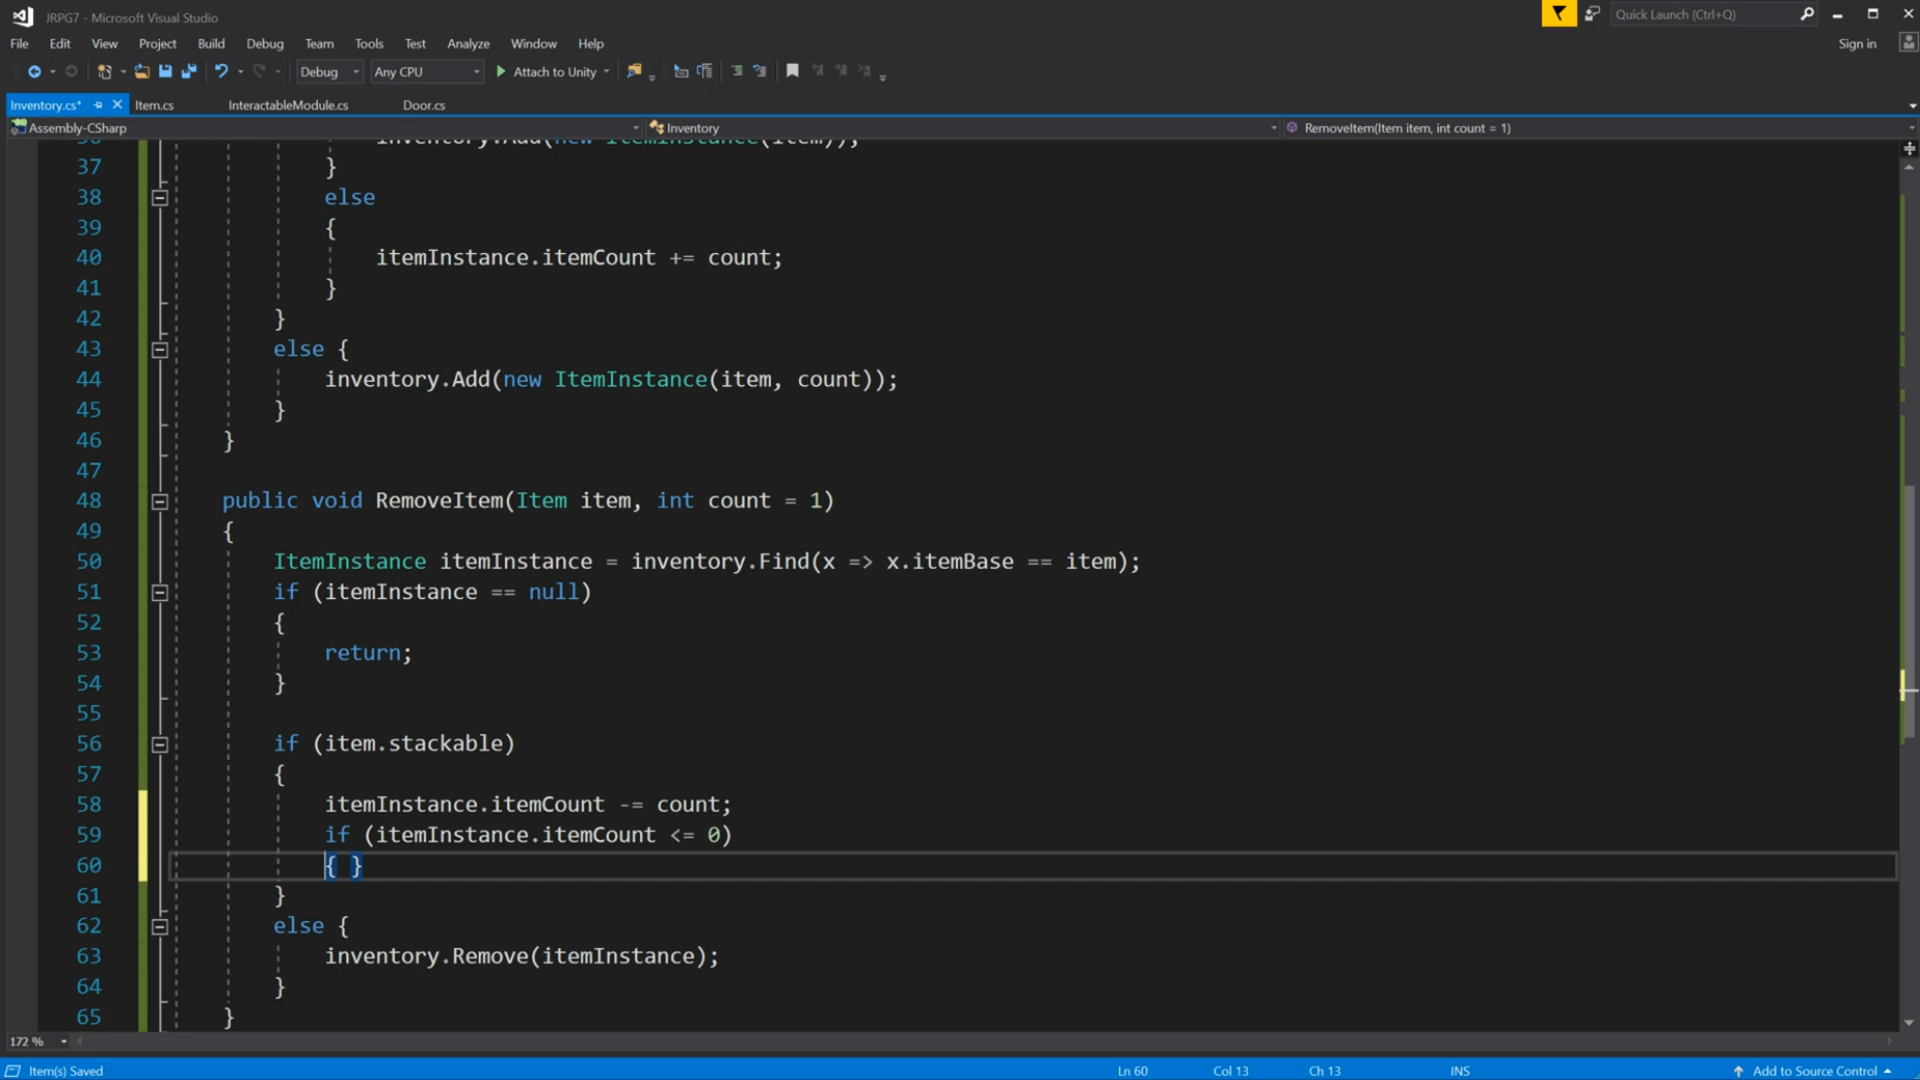 JRPG7 - Microsoft Visual Studio
Quick Launch (Ctrl+Q)
File Edit View Project Build Debug Team Tools Test Analyze Window Help
Sign in
Debug Any CPU Attach to Unity
Inventory.cs* Item.cs InteractableModule.cs Door.cs
Assembly-CSharp Inventory RemoveItem(Item item, int count = 1)
36 inventory.Add(new ItemInstance(item));
37 }
38 else
39 {
40 itemInstance.itemCount += count;
41 }
42 }
43 else {
44 inventory.Add(new ItemInstance(item, count));
45 }
46 }
47
48 public void RemoveItem(Item item, int count = 1)
49 {
50 ItemInstance itemInstance = inventory.Find(x => x.itemBase == item);
51 if (itemInstance == null)
52 {
53 return;
54 }
55
56 if (item.stackable)
57 {
58 itemInstance.itemCount -= count;
59 if (itemInstance.itemCount <= 0)
60 { }
61 }
62 else {
63 inventory.Remove(itemInstance);
64 }
65 }
172 %
Item(s) Saved Ln 60 Col 13 Ch 13 INS Add to Source Control